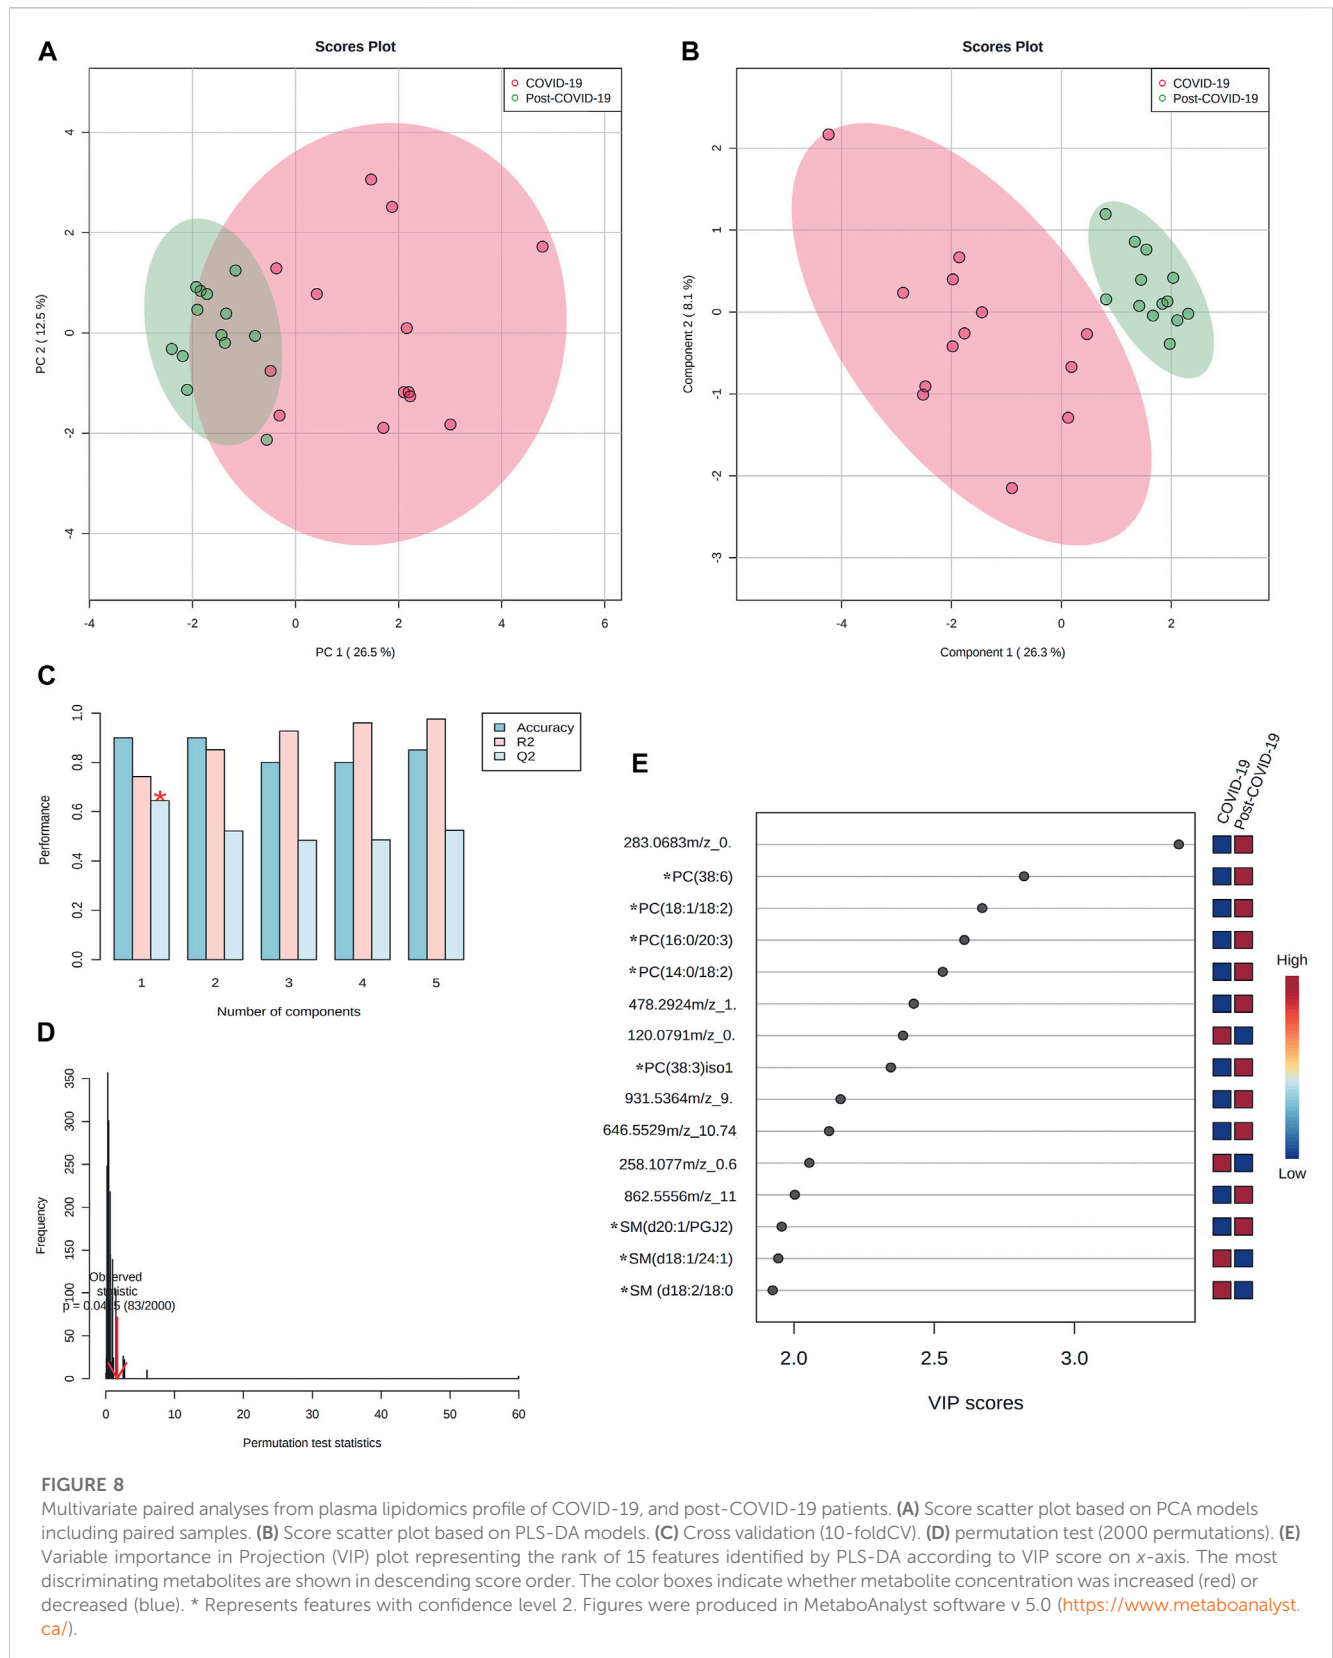 A
Scores Plot
COVID-19
Post-COVID-19
4
2
0
-2
-4
PC 2 ( 12.5 %)
-4
-2
0
2
4
6
PC 1 ( 26.5 %)
B
Scores Plot
COVID-19
Post-COVID-19
2
1
0
-1
-2
-3
Component 2 ( 8.1 %)
-4
-2
0
2
Component 1 ( 26.3 %)
C
1.0
0.8
0.6
0.4
0.2
0.0
Performance
*
Accuracy
R2
Q2
1
2
3
4
5
Number of components
D
350
300
250
200
150
100
50
0
Frequency
Observed
statistic
p = 0.0415 (83/2000)
0
10
20
30
40
50
60
Permutation test statistics
E
COVID-19
Post-COVID-19
283.0683m/z_0.
*PC(38:6)
*PC(18:1/18:2)
*PC(16:0/20:3)
*PC(14:0/18:2)
478.2924m/z_1.
120.0791m/z_0.
*PC(38:3)iso1
931.5364m/z_9.
646.5529m/z_10.74
258.1077m/z_0.6
862.5556m/z_11
*SM(d20:1/PGJ2)
*SM(d18:1/24:1)
*SM (d18:2/18:0
High
Low
2.0
2.5
3.0
VIP scores
FIGURE 8
Multivariate paired analyses from plasma lipidomics profile of COVID-19, and post-COVID-19 patients. (A) Score scatter plot based on PCA models
including paired samples. (B) Score scatter plot based on PLS-DA models. (C) Cross validation (10-foldCV). (D) permutation test (2000 permutations). (E)
Variable importance in Projection (VIP) plot representing the rank of 15 features identified by PLS-DA according to VIP score on x-axis. The most
discriminating metabolites are shown in descending score order. The color boxes indicate whether metabolite concentration was increased (red) or
decreased (blue). * Represents features with confidence level 2. Figures were produced in MetaboAnalyst software v 5.0 (https://www.metaboanalyst.
ca/).